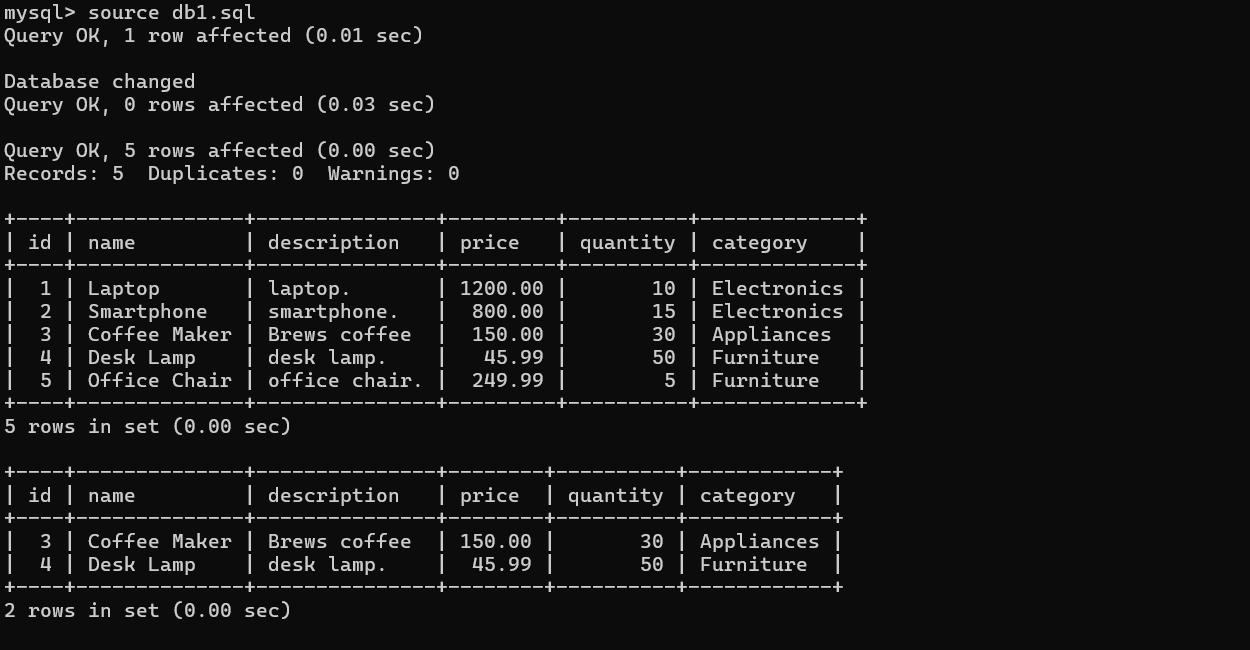 mysql> source db1.sql
Query OK, 1 row affected (0.01 sec)

Database changed
Query OK, 0 rows affected (0.03 sec)

Query OK, 5 rows affected (0.00 sec)
Records: 5  Duplicates: 0  Warnings: 0

+----+--------------+---------------+---------+----------+-------------+
| id | name         | description   | price   | quantity | category    |
+----+--------------+---------------+---------+----------+-------------+
|  1 | Laptop       | laptop.       | 1200.00 |       10 | Electronics |
|  2 | Smartphone   | smartphone.   |  800.00 |       15 | Electronics |
|  3 | Coffee Maker | Brews coffee  |  150.00 |       30 | Appliances  |
|  4 | Desk Lamp    | desk lamp.    |   45.99 |       50 | Furniture   |
|  5 | Office Chair | office chair. |  249.99 |        5 | Furniture   |
+----+--------------+---------------+---------+----------+-------------+
5 rows in set (0.00 sec)

+----+--------------+---------------+--------+----------+------------+
| id | name         | description   | price  | quantity | category   |
+----+--------------+---------------+--------+----------+------------+
|  3 | Coffee Maker | Brews coffee  | 150.00 |       30 | Appliances |
|  4 | Desk Lamp    | desk lamp.    |  45.99 |       50 | Furniture  |
+----+--------------+---------------+--------+----------+------------+
2 rows in set (0.00 sec)